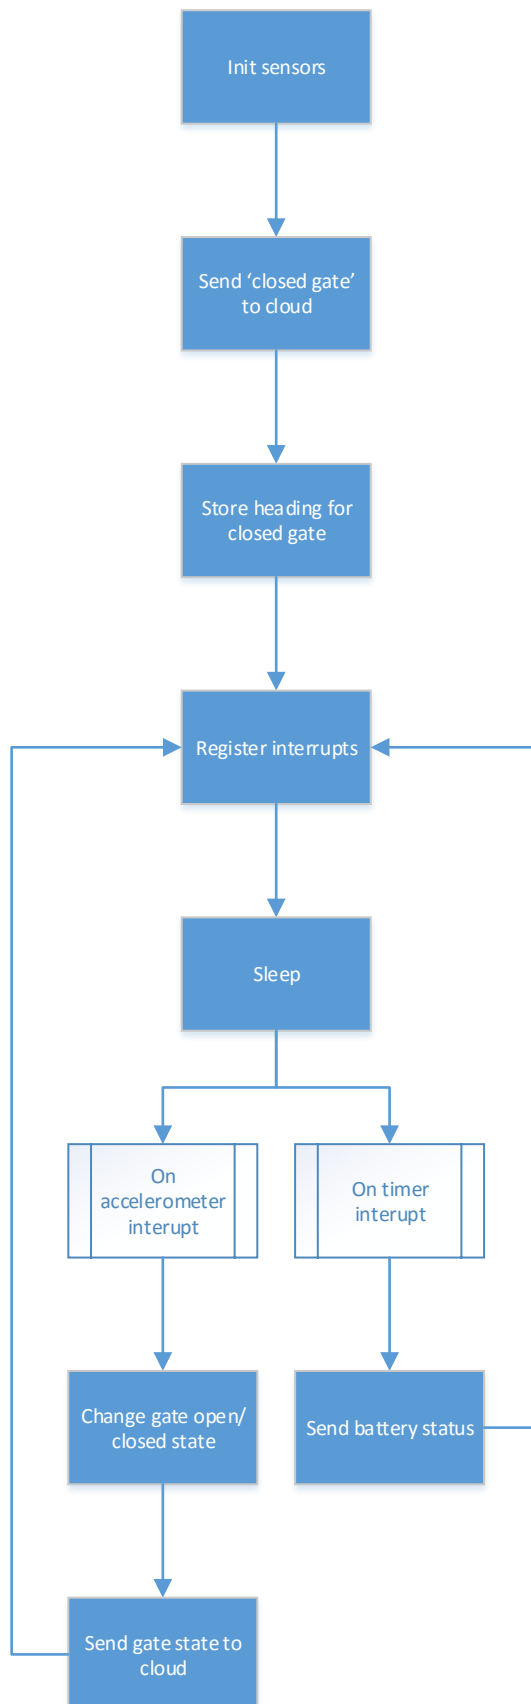 Init sensors
Send ‘closed gate’
to cloud
Store heading for
closed gate
Register interrupts
Sleep
On
accelerometer
interupt
On timer
interupt
Change gate open/
closed state
Send battery status
Send gate state to
cloud